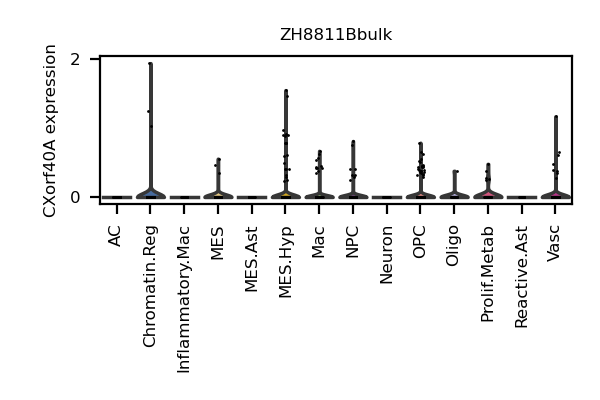 ZH8811Bbulk
CXorf40A expression
2
0
AC
Chromatin.Reg
Inflammatory.Mac
MES
MES.Ast
MES.Hyp
Mac
NPC
Neuron
OPC
Oligo
Prolif.Metab
Reactive.Ast
Vasc